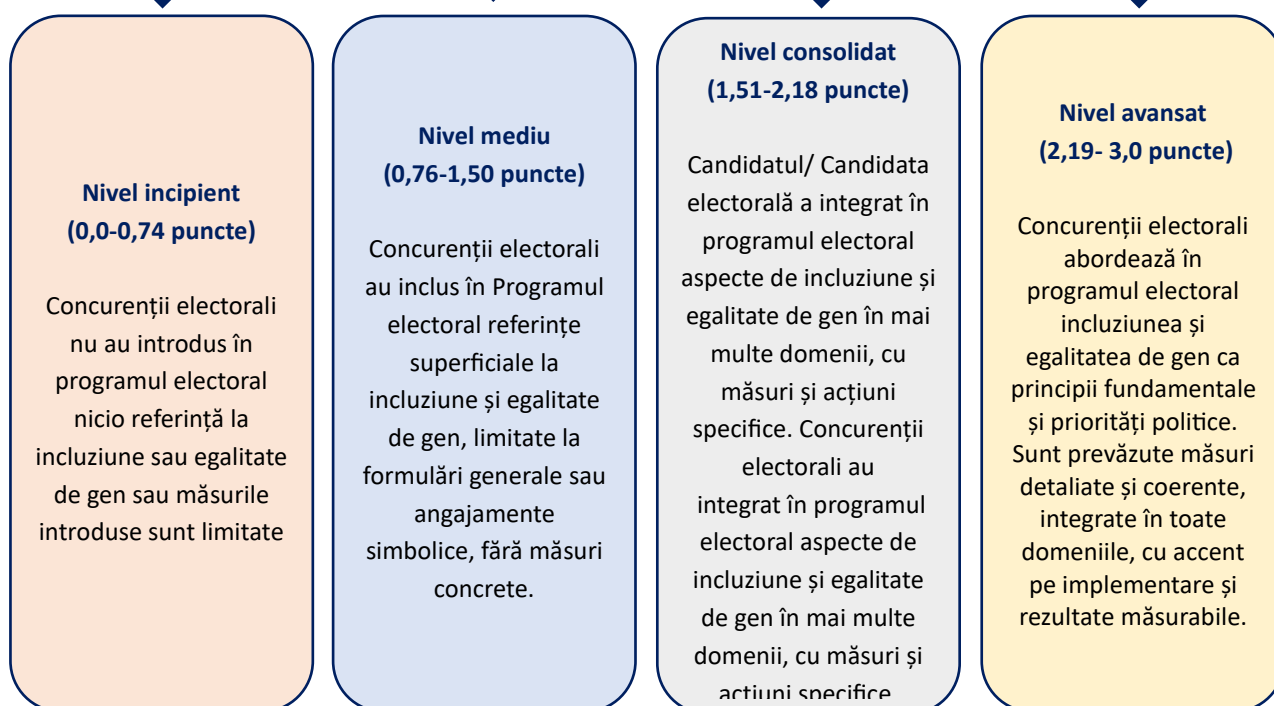 Nivel incipient
(0,0-0,74 puncte)
Concurenții electorali
nu au introdus în
programul electoral
nicio referință la
incluziune sau egalitate
de gen sau măsurile
introduse sunt limitate
Nivel mediu
(0,76-1,50 puncte)
Concurenții electorali
au inclus în Programul
electoral referințe
superficiale la
incluziune și egalitate
de gen, limitate la
formulări generale sau
angajamente
simbolice, fără măsuri
concrete.
Nivel consolidat
(1,51-2,18 puncte)
Candidatul/ Candidata
electorală a integrat în
programul electoral
aspecte de incluziune și
egalitate de gen în mai
multe domenii, cu
măsuri și acțiuni
specifice. Concurenții
electorali au
integrat în programul
electoral aspecte de
incluziune și egalitate
de gen în mai multe
domenii, cu măsuri și
acțiuni specifice
Nivel avansat
(2,19- 3,0 puncte)
Concurenții electorali
abordează în
programul electoral
incluziunea și
egalitatea de gen ca
principii fundamentale
și priorități politice.
Sunt prevăzute măsuri
detaliate și coerente,
integrate în toate
domeniile, cu accent
pe implementare și
rezultate măsurabile.